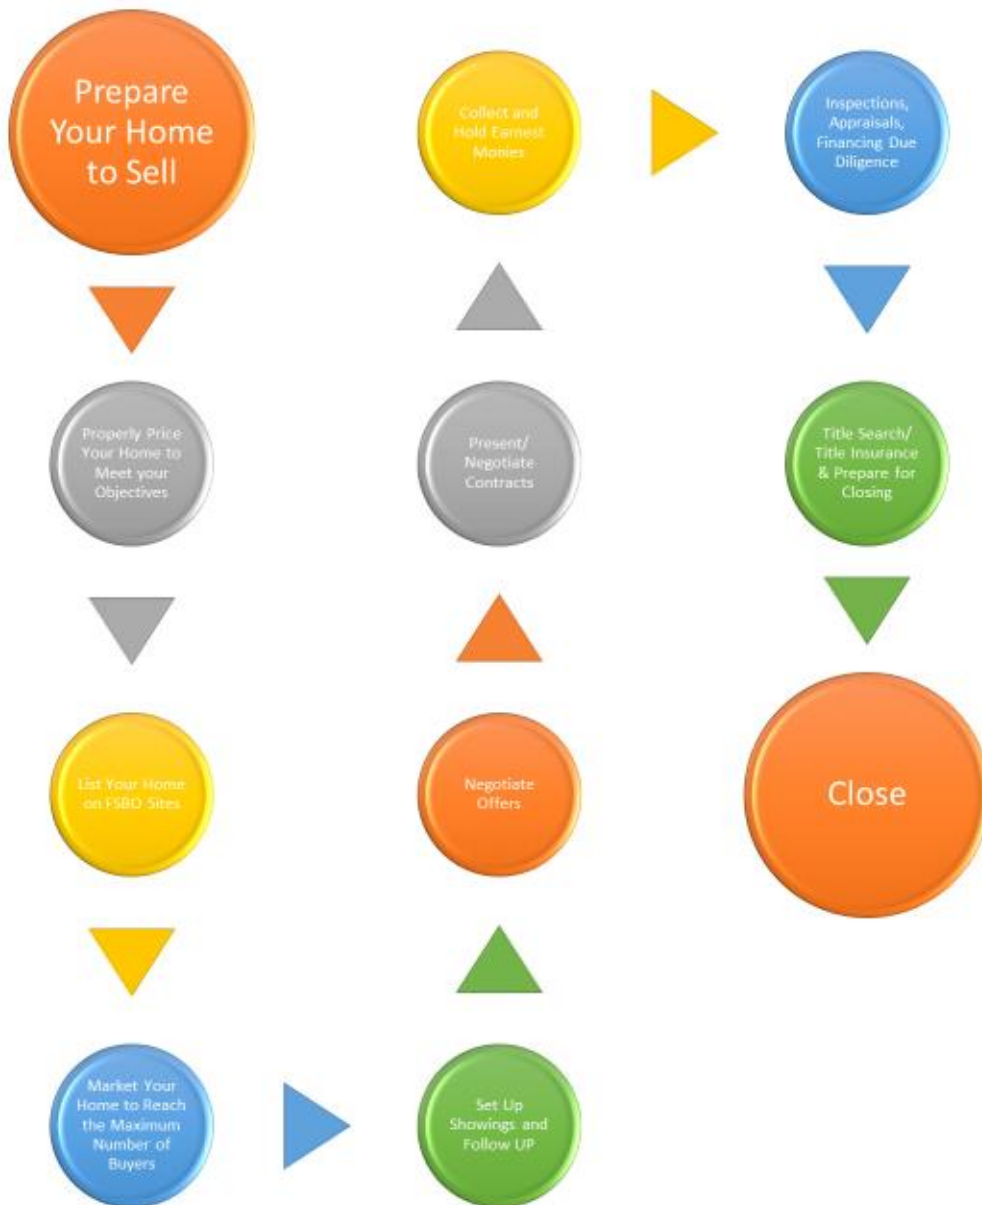 Prepare
Your Home
to Sell
Properly Price
Your Home to
Meet your
Objectives
List Your Home
on FSBO Sites
Market Your
Home to Reach
the Maximum
Number of
Buyers
Set Up
Showings and
Follow UP
Negotiate
Offers
Present/
Negotiate
Contracts
Collect and
Hold Earnest
Monies
Inspections,
Appraisals,
Financing Due
Diligence
Title Search/
Title Insurance
& Prepare for
Closing
Close